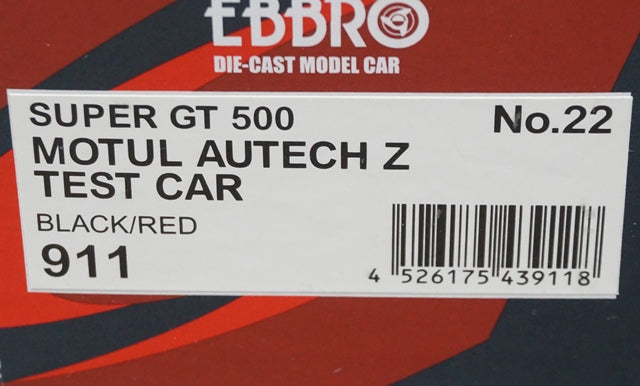 EBBRO
DIE-CAST MODEL CAR
SUPER GT 500 No.22
MOTUL AUTECH Z
TEST CAR
BLACK/RED
911
4 526175 439118